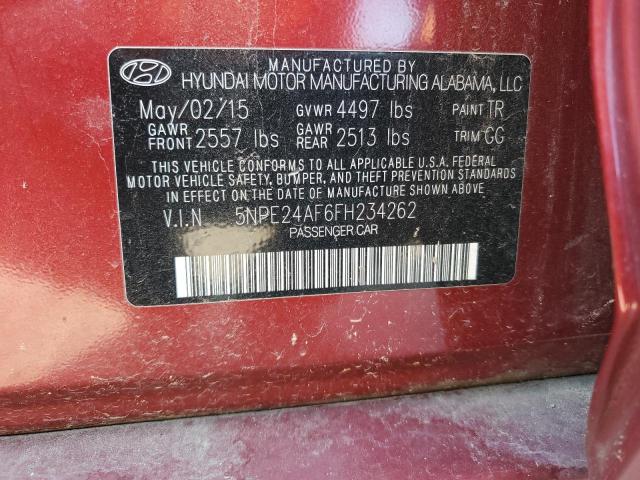 MANUFACTURED BY
HYUNDAI MOTOR MANUFACTURING ALABAMA, LLC
May/02/15 GVWR 4497 lbs PAINT TR
GAWR FRONT 2557 lbs GAWR REAR 2513 lbs TRIM GG
THIS VEHICLE CONFORMS TO ALL APPLICABLE U.S.A. FEDERAL
MOTOR VEHICLE SAFETY, BUMPER, AND THEFT PREVENTION
STANDARDS IN EFFECT ON THE DATE OF MANUFACTURE SHOWN ABOVE.
V.I.N 5NPE24AF6FH234262
PASSENGER CAR